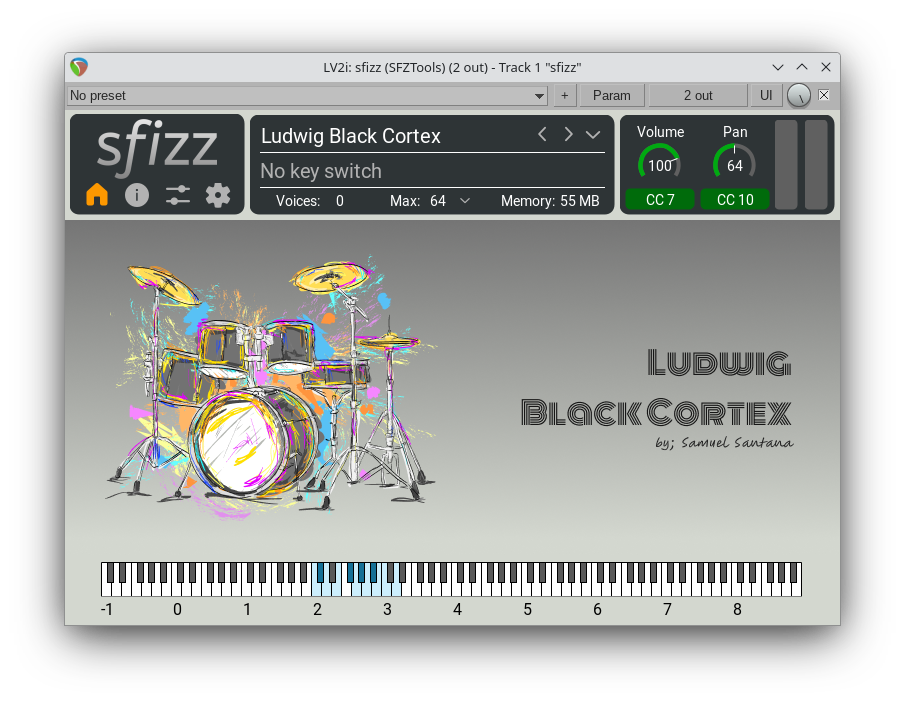 LV2i: sfizz (SFZTools) (2 out) - Track 1 "sfizz"
No preset
+
Param
2 out
UI
sfizz
Ludwig Black Cortex
No key switch
Voices: 0 Max: 64 Memory: 55 MB
Volume Pan
100 64
CC 7 CC 10
Ludwig
Black Cortex
by; Samuel Santana
-1 0 1 2 3 4 5 6 7 8